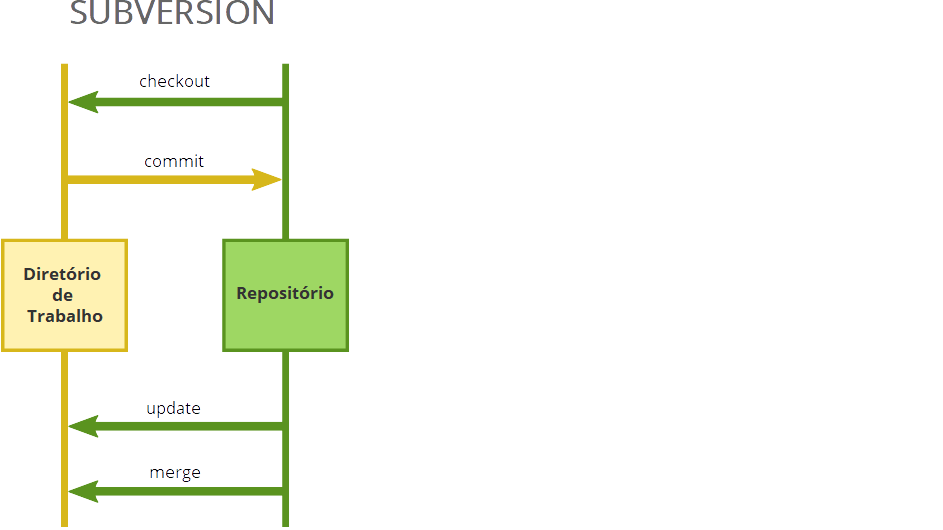 SUBVERSION
checkout
commit
Diretório
de
Trabalho
Repositório
update
merge